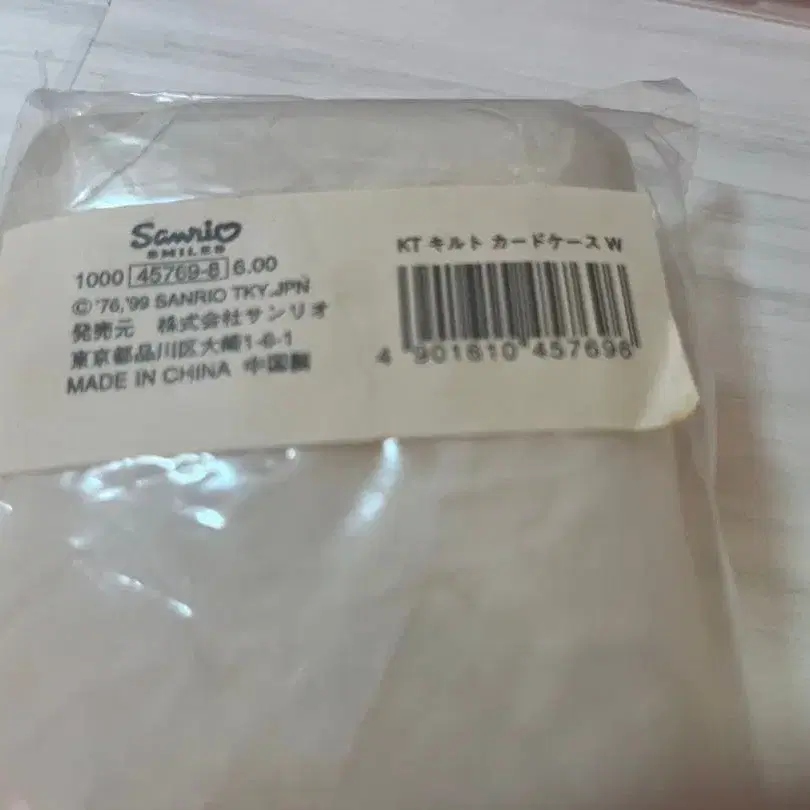 Sanrio
SMILES
1000 45769-8 6.00
© '76,'99 SANRIO TKY.JPN
発売元 株式会社サンリオ
東京都品川区大崎1-6-1
MADE IN CHINA 中国製
KT キルト カードケースW
4 901610 457696